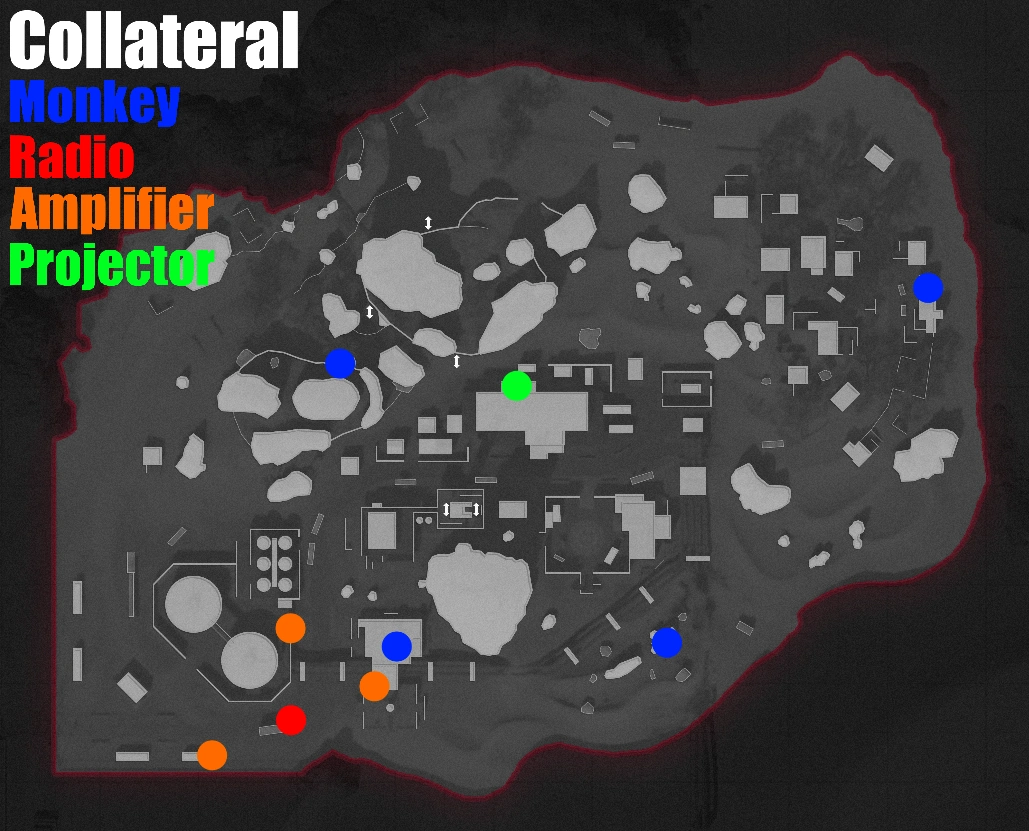 Collateral
Monkey
Radio
Amplifier
Projector